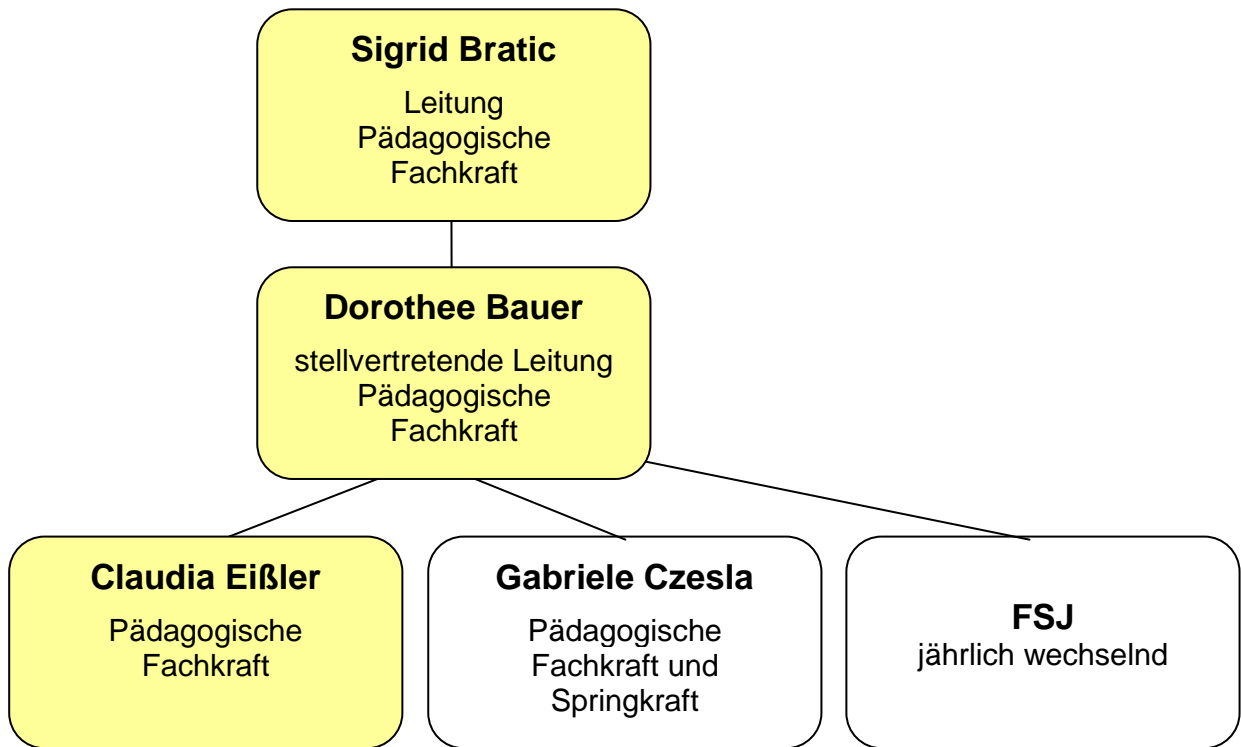 Sigrid Bratic
Leitung
Pädagogische
Fachkraft
Dorothee Bauer
stellvertretende Leitung
Pädagogische
Fachkraft
Claudia Eißler
Pädagogische
Fachkraft
Gabriele Czesla
Pädagogische
Fachkraft und
Springkraft
FSJ
jährlich wechselnd